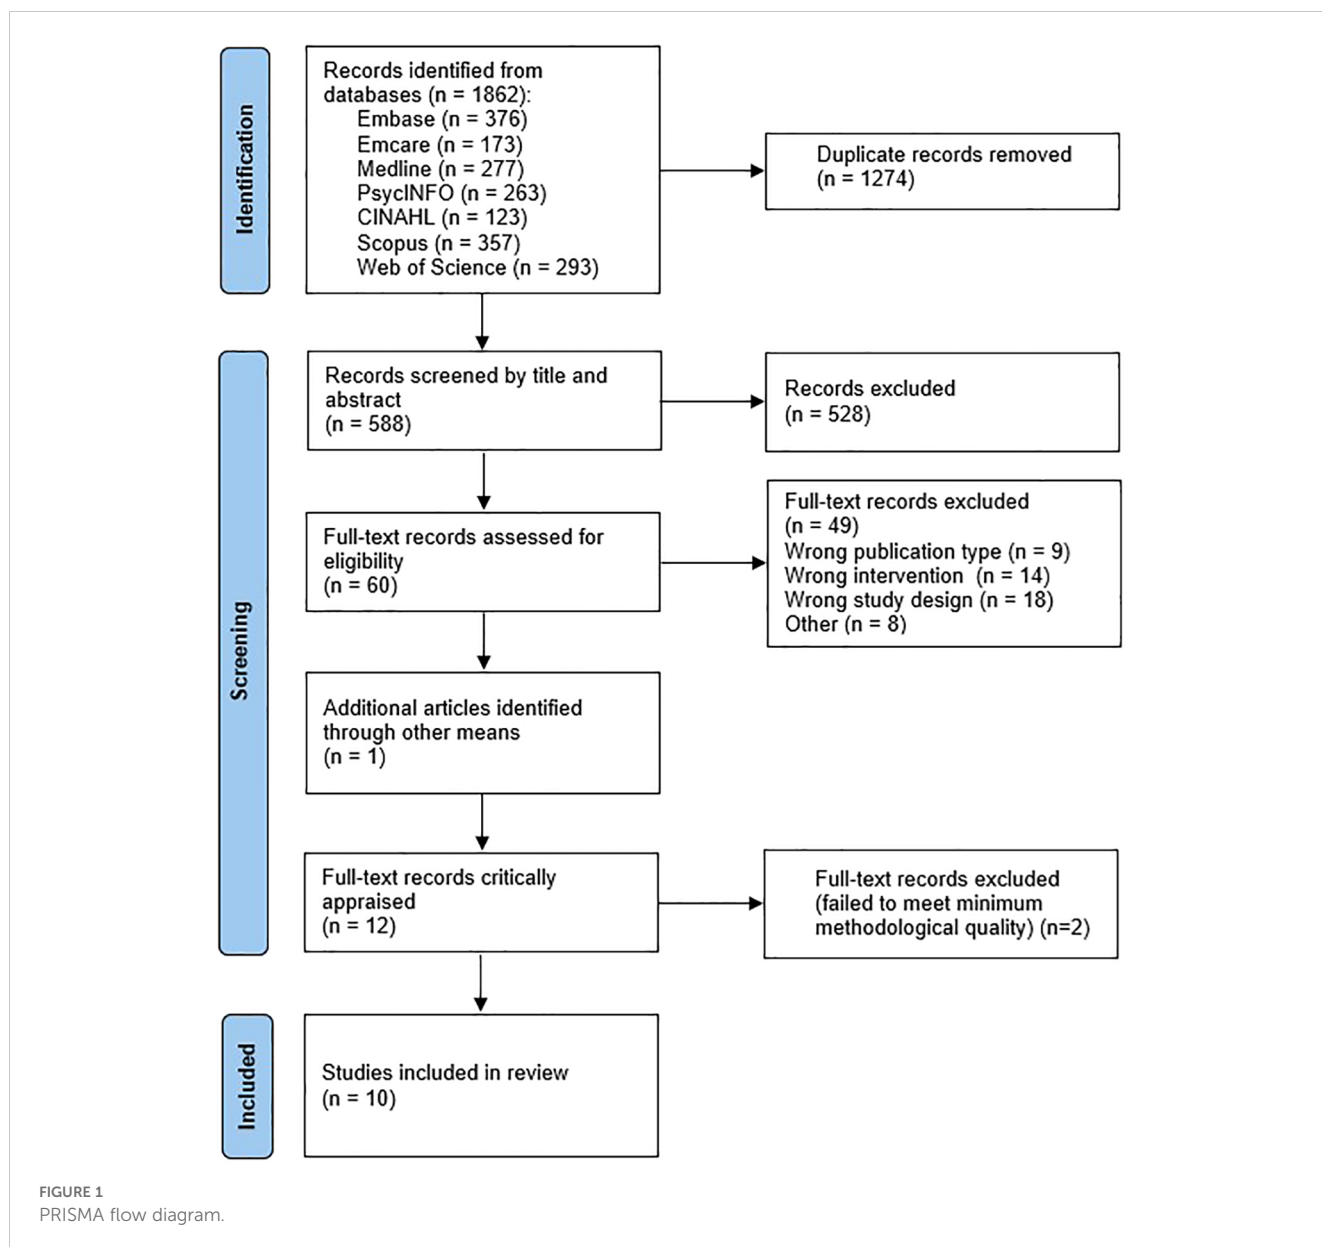 Identification
Records identified from
databases (n = 1862):
Embase (n = 376)
Emcare (n = 173)
Medline (n = 277)
PsycINFO (n = 263)
CINAHL (n = 123)
Scopus (n = 357)
Web of Science (n = 293)
Duplicate records removed
(n = 1274)
Screening
Records screened by title and
abstract
(n = 588)
Records excluded
(n = 528)
Full-text records assessed for
eligibility
(n = 60)
Full-text records excluded
(n = 49)
Wrong publication type (n = 9)
Wrong intervention (n = 14)
Wrong study design (n = 18)
Other (n = 8)
Additional articles identified
through other means
(n = 1)
Full-text records critically
appraised
(n = 12)
Full-text records excluded
(failed to meet minimum
methodological quality) (n=2)
Included
Studies included in review
(n = 10)
FIGURE 1
PRISMA flow diagram.